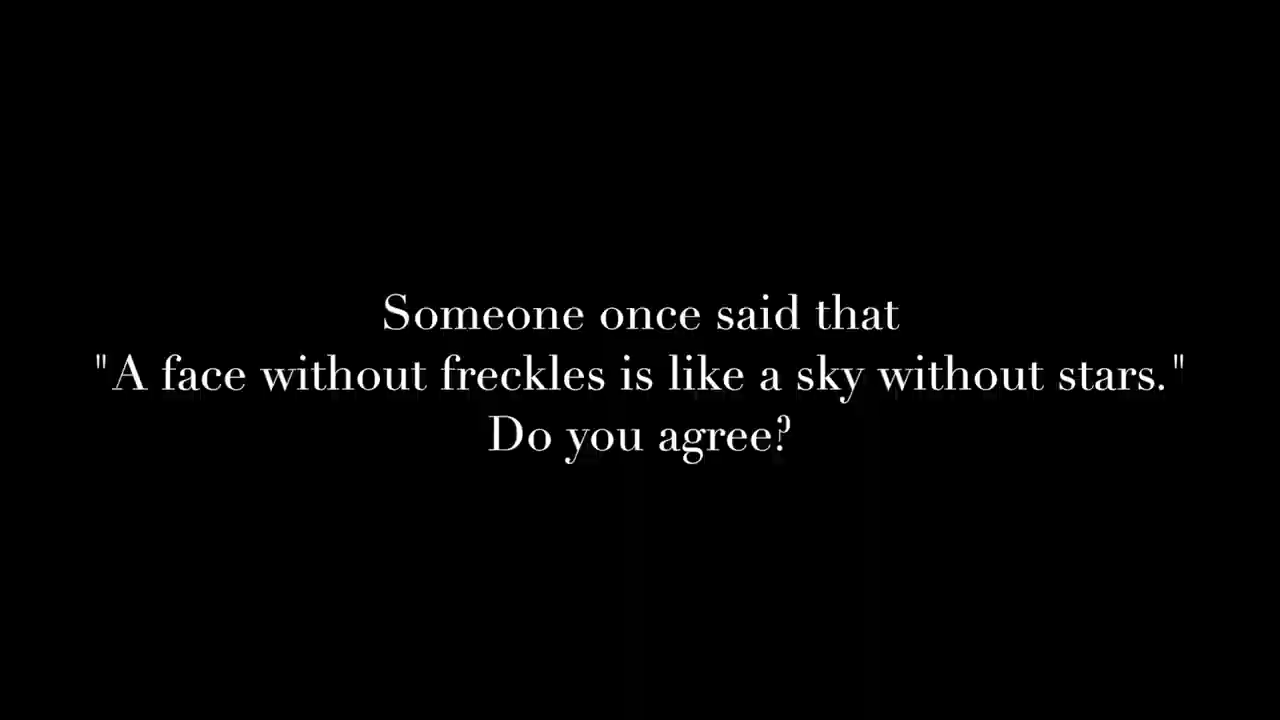 Someone once said that
"A face without freckles is like a sky without stars."
Do you agree?